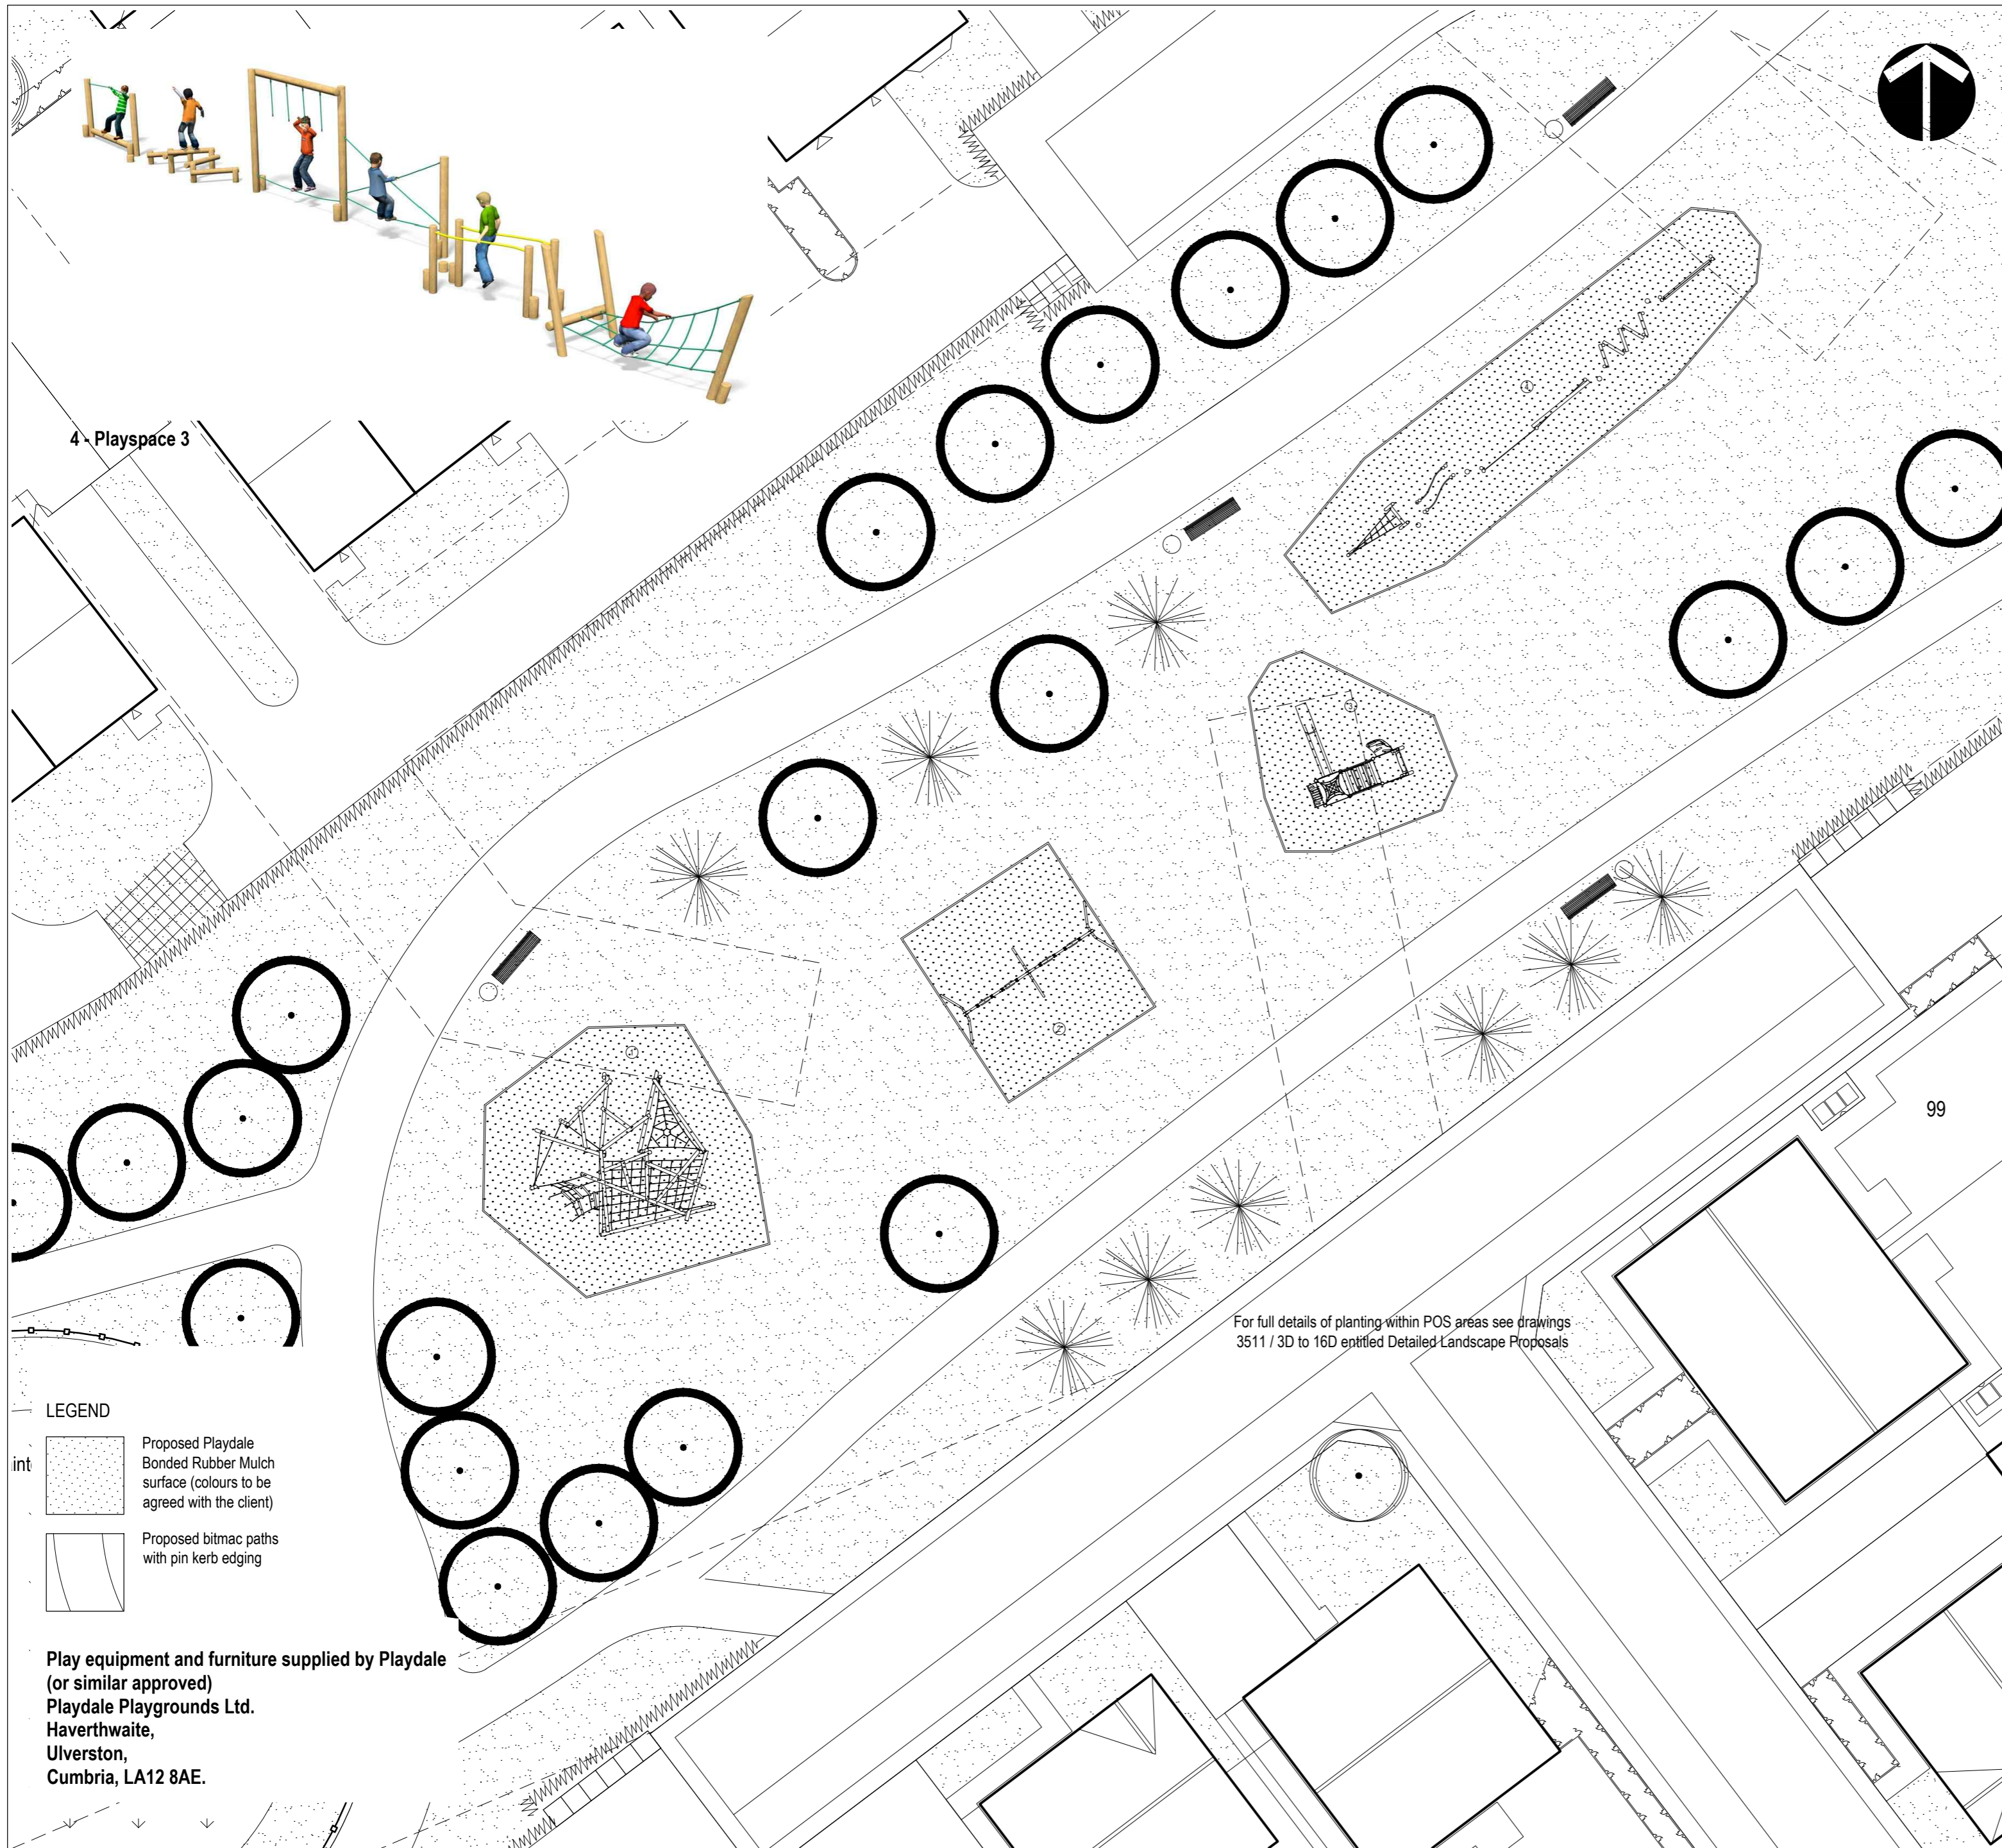 4 - Playspace 3
99
For full details of planting within POS areas see drawings
3511 / 3D to 16D entitled Detailed Landscape Proposals
LEGEND
Proposed Playdale
Bonded Rubber Mulch
surface (colours to be
agreed with the client)
Proposed bitmac paths
with pin kerb edging
Play equipment and furniture supplied by Playdale
(or similar approved)
Playdale Playgrounds Ltd.
Haverthwaite,
Ulverston,
Cumbria, LA12 8AE.